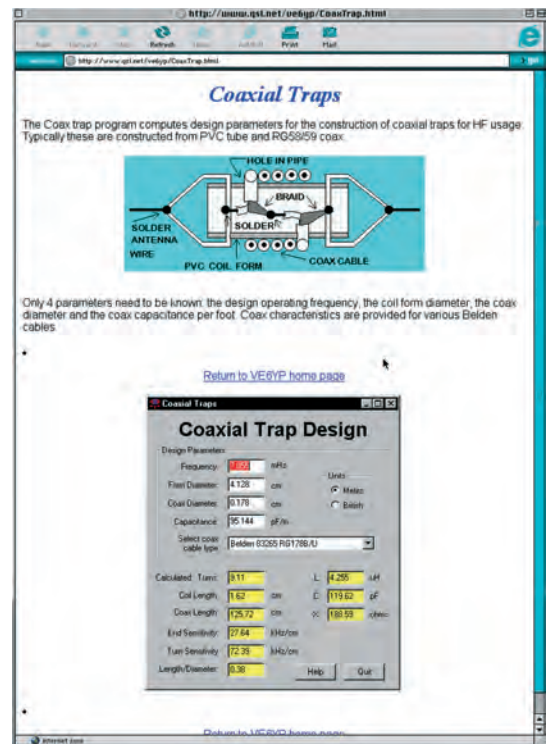 http://www.qsl.net/ve6yp/CoaxTrap.html
Refresh Print Mail
http://www.qsl.net/ve6yp/CoaxTrap.html
Coaxial Traps
The Coax trap program computes design parameters for the construction of coaxial traps for HF usage
Typically these are constructed from PVC tube and RG58/59 coax.
HOLE IN PIPE
BRAID
SOLDER
SOLDER
ANTENNA
WIRE
PVC COIL FORM
COAX CABLE
Only 4 parameters need to be known: the design operating frequency, the coil form diameter, the coax
diameter and the coax capacitance per foot. Coax characteristics are provided for various Belden
cables.
Return to VE6YP home page
Coaxial Traps
Coaxial Trap Design
Design Parameters
Frequency: mHz
Form Diameter: 4.128 cm
Coax Diameter: 0.178 cm
Capacitance: 95.144 pF/m
Units
Metric
British
Select coax
cable type
Belden 83265 RG178B/U
Calculated Turns: 9.11
L: 4.255 uH
Coil Length: 1.62 cm
C: 119.62 pF
Coax Length: 125.72 cm
X: 188.59 ohms
End Sensitivity: 27.64 kHz/cm
Turn Sensitivity: 72.39 kHz/cm
Length/Diameter: 0.38
Help Quit
Return to VE6YP home page
Internet zone